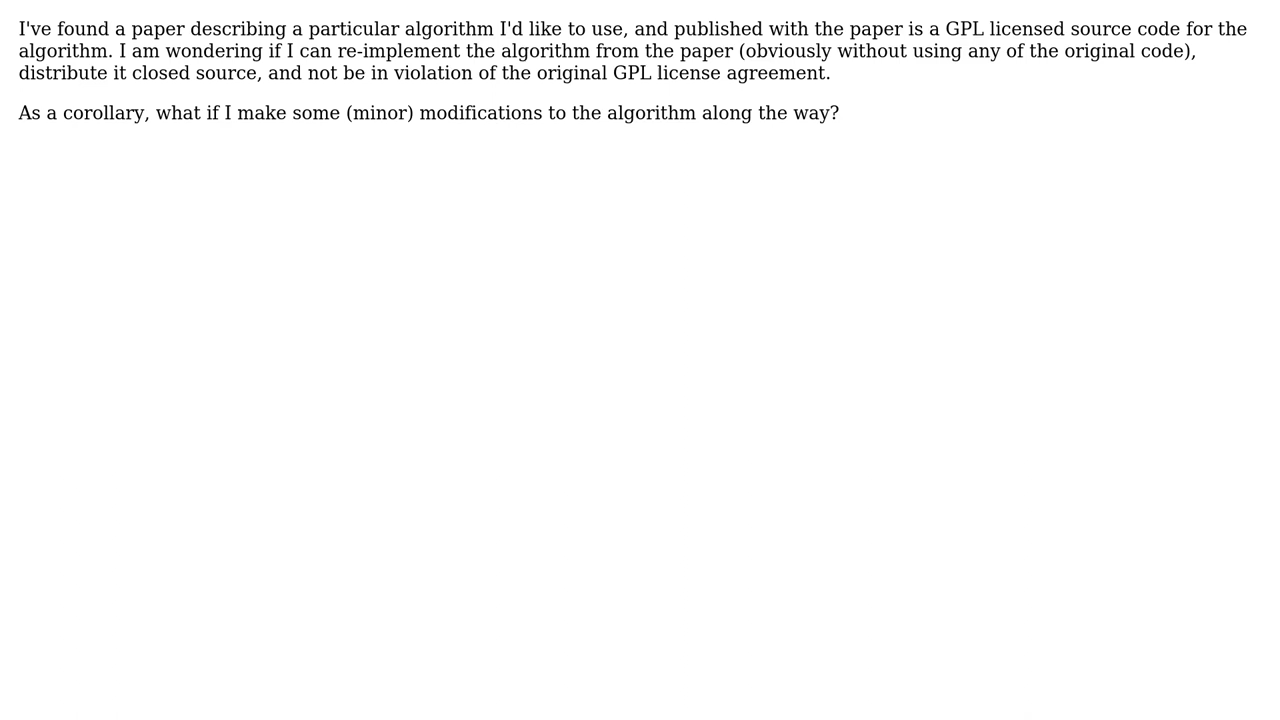 I've found a paper describing a particular algorithm I'd like to use, and published with the paper is a GPL licensed source code for the
algorithm. I am wondering if I can re-implement the algorithm from the paper (obviously without using any of the original code),
distribute it closed source, and not be in violation of the original GPL license agreement.
As a corollary, what if I make some (minor) modifications to the algorithm along the way?